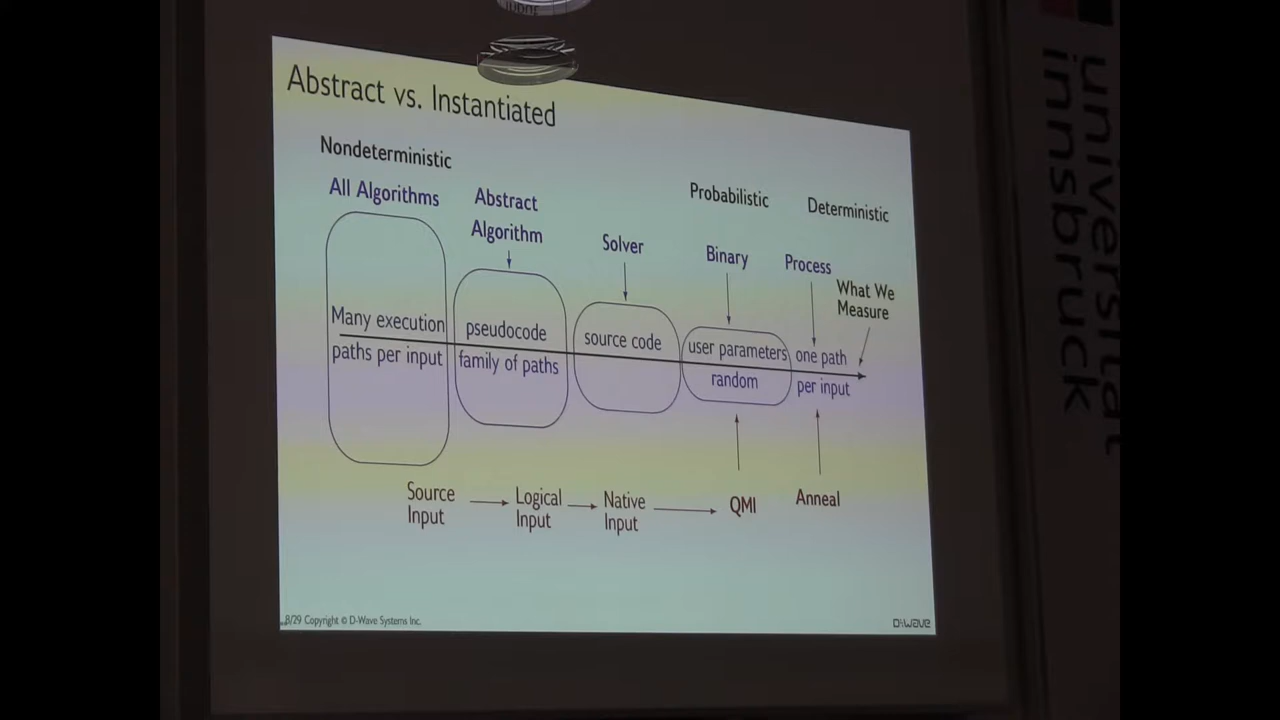 Abstract vs. Instantiated
Nondeterministic
All Algorithms
Abstract
Algorithm
Solver
Probabilistic
Binary
Deterministic
Process
What We
Measure
Many execution
paths per input
pseudocode
family of paths
source code
user parameters
random
one path
per input
Source
Input
Logical
Input
Native
Input
QMI
Anneal
8/29 Copyright © D-Wave Systems Inc.
D:wave
universität
innsbruck